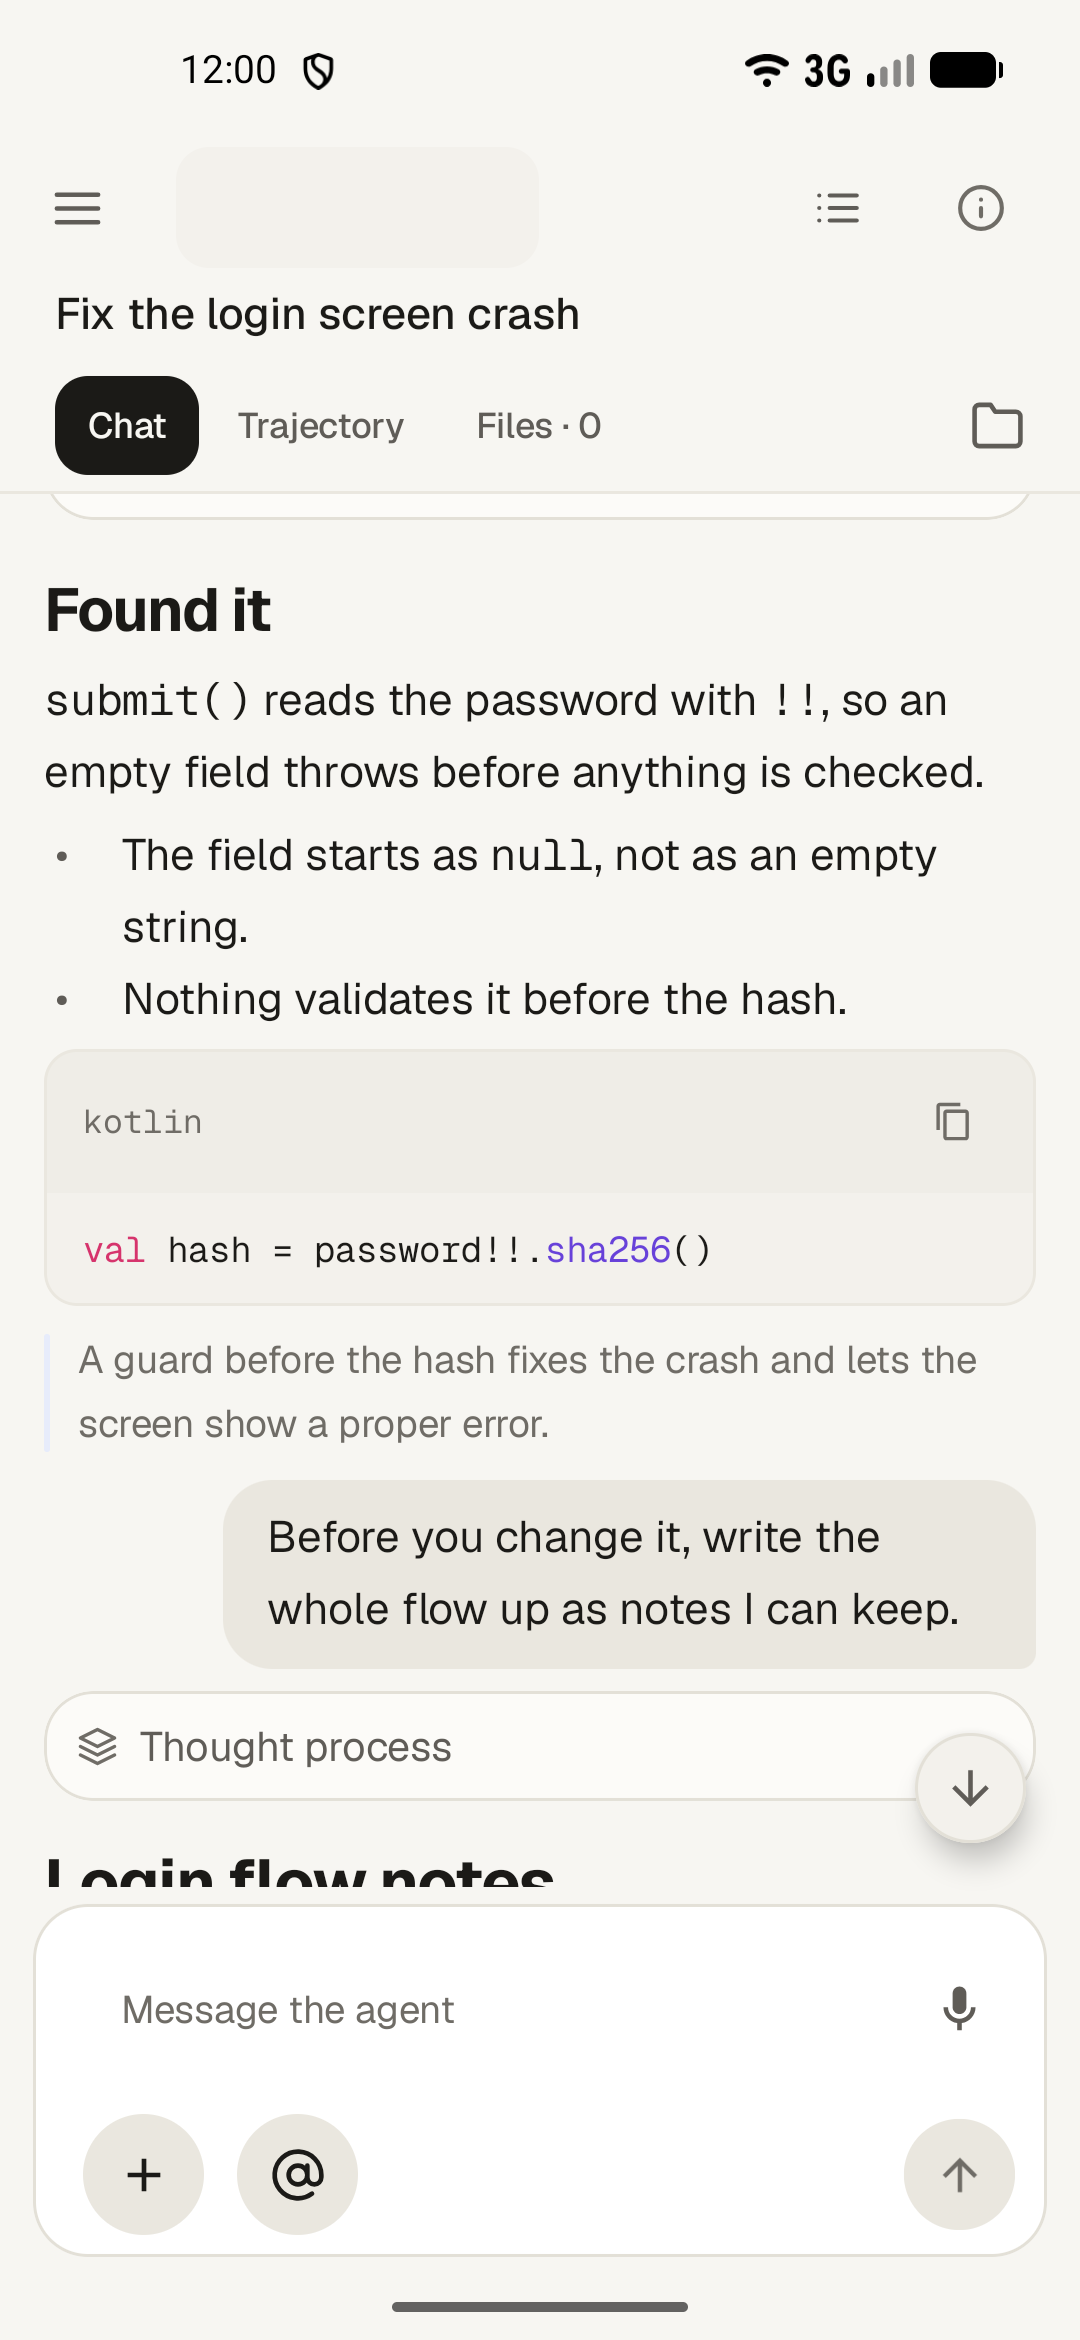 12:00
3G
Fix the login screen crash
Chat
Trajectory
Files · 0
Found it
submit() reads the password with !!, so an
empty field throws before anything is checked.
• The field starts as null, not as an empty
string.
• Nothing validates it before the hash.
kotlin
val hash = password!!.sha256()
A guard before the hash fixes the crash and lets the
screen show a proper error.
Before you change it, write the
whole flow up as notes I can keep.
Thought process
Login flow notes
Message the agent